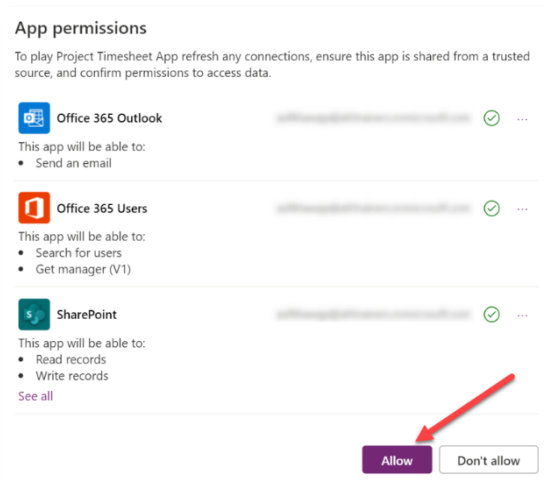 App permissions
To play Project Timesheet App refresh any connections, ensure this app is shared from a trusted
source, and confirm permissions to access data.
Office 365 Outlook
This app will be able to:
• Send an email
Office 365 Users
This app will be able to:
• Search for users
• Get manager (V1)
SharePoint
This app will be able to:
• Read records
• Write records
See all
Allow
Don't allow